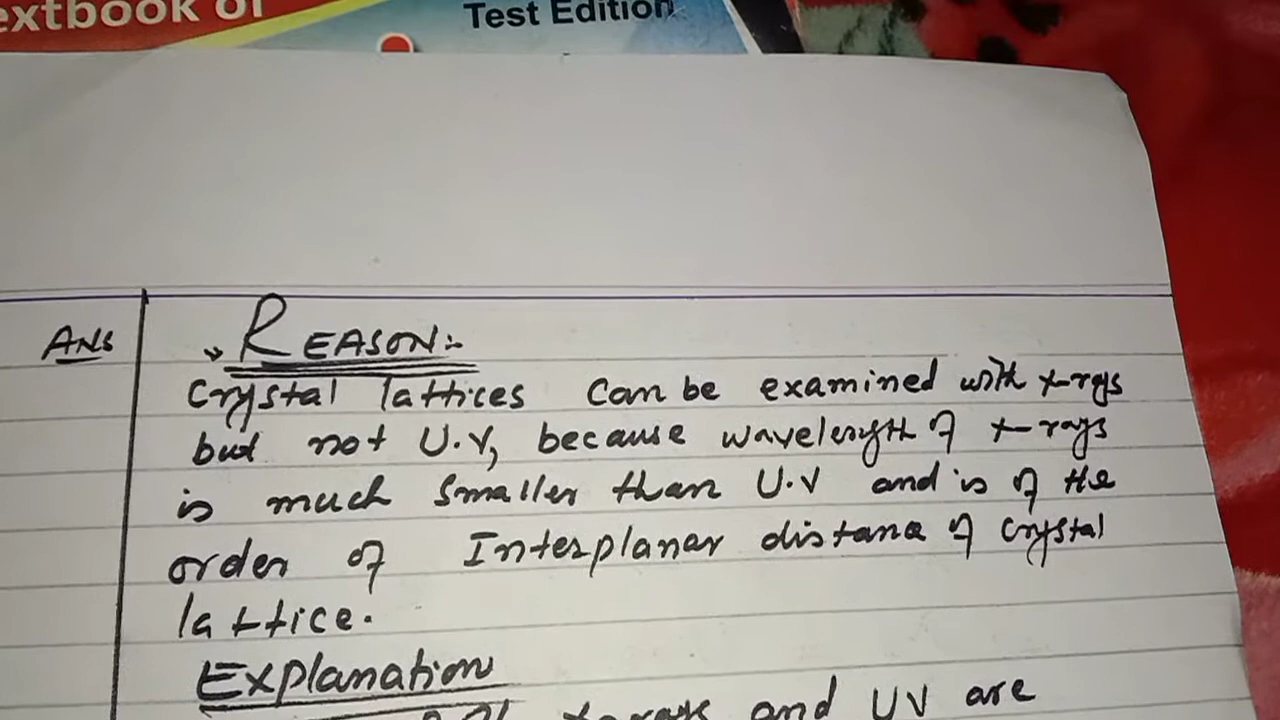 extbook of
Test Edition
Ans
REASON:-
Crystal lattices can be examined with x-rays
but not U.V, because wavelength of x-rays
is much smaller than U.V and is of the
order of Interplanar distance of crystal
lattice.
Explanation
x-rays and UV are